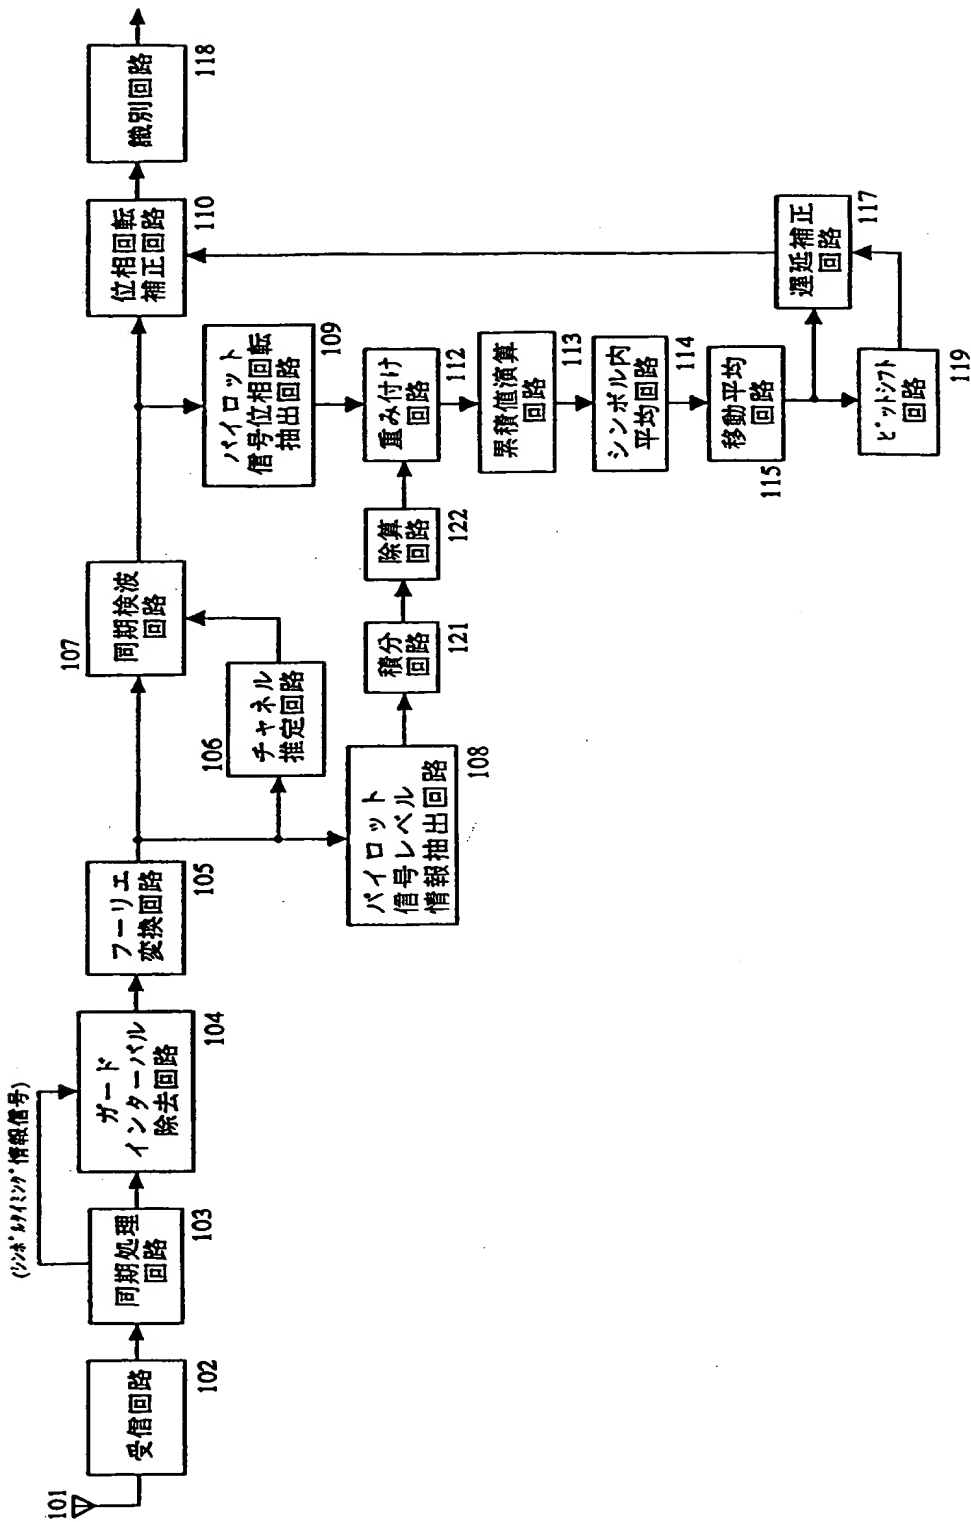 101
受信回路
102
(シンボルタイミング情報信号)
同期処理
回路
103
ガード
インターバル
除去回路
104
フーリエ
変換回路
105
チャネル
推定回路
106
同期検波
回路
107
パイロット
信号レベル
情報抽出回路
108
積分
回路
121
除算
回路
122
パイロット
信号位相回転
抽出回路
109
位相回転
補正回路
110
識別回路
118
重み付け
回路
112
累積値演算
回路
113
シンボル内
平均回路
114
移動平均
回路
115
遅延補正
回路
117
ビットシフト
回路
119